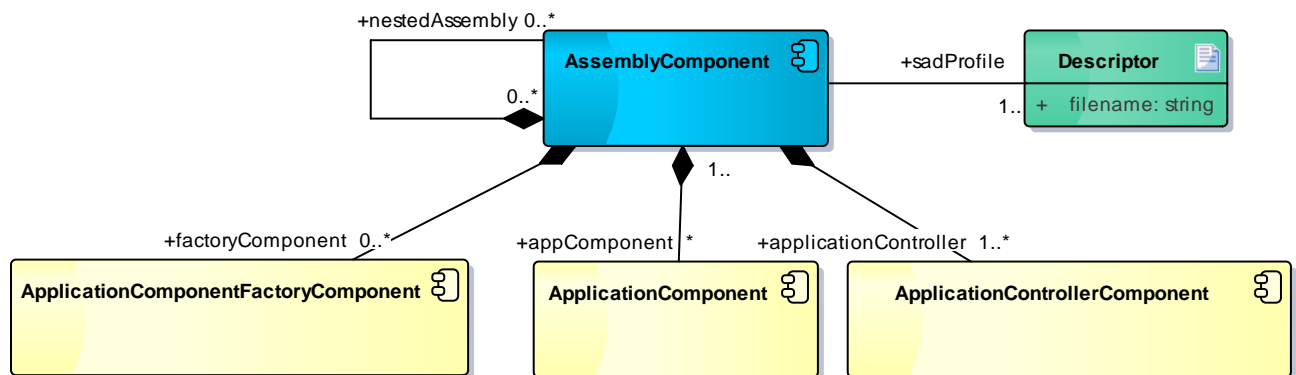 +nestedAssembly 0..*
AssemblyComponent
+sadProfile
Descriptor
0..*
1..
+ filename: string
1..
+factoryComponent 0..*
+appComponent *
+applicationController 1..*
ApplicationComponentFactoryComponent
ApplicationComponent
ApplicationControllerComponent